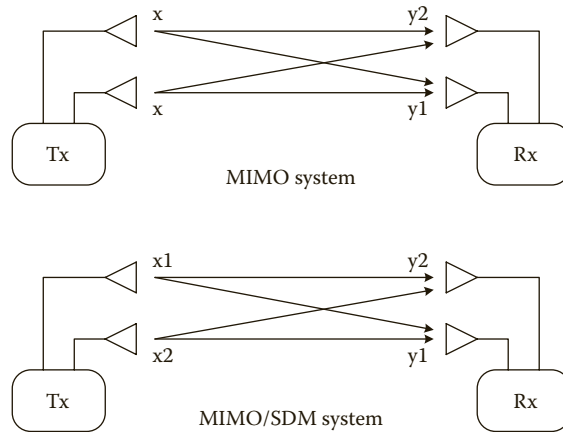 x y2
x y1
Tx Rx
MIMO system
x1 y2
x2 y1
Tx Rx
MIMO/SDM system